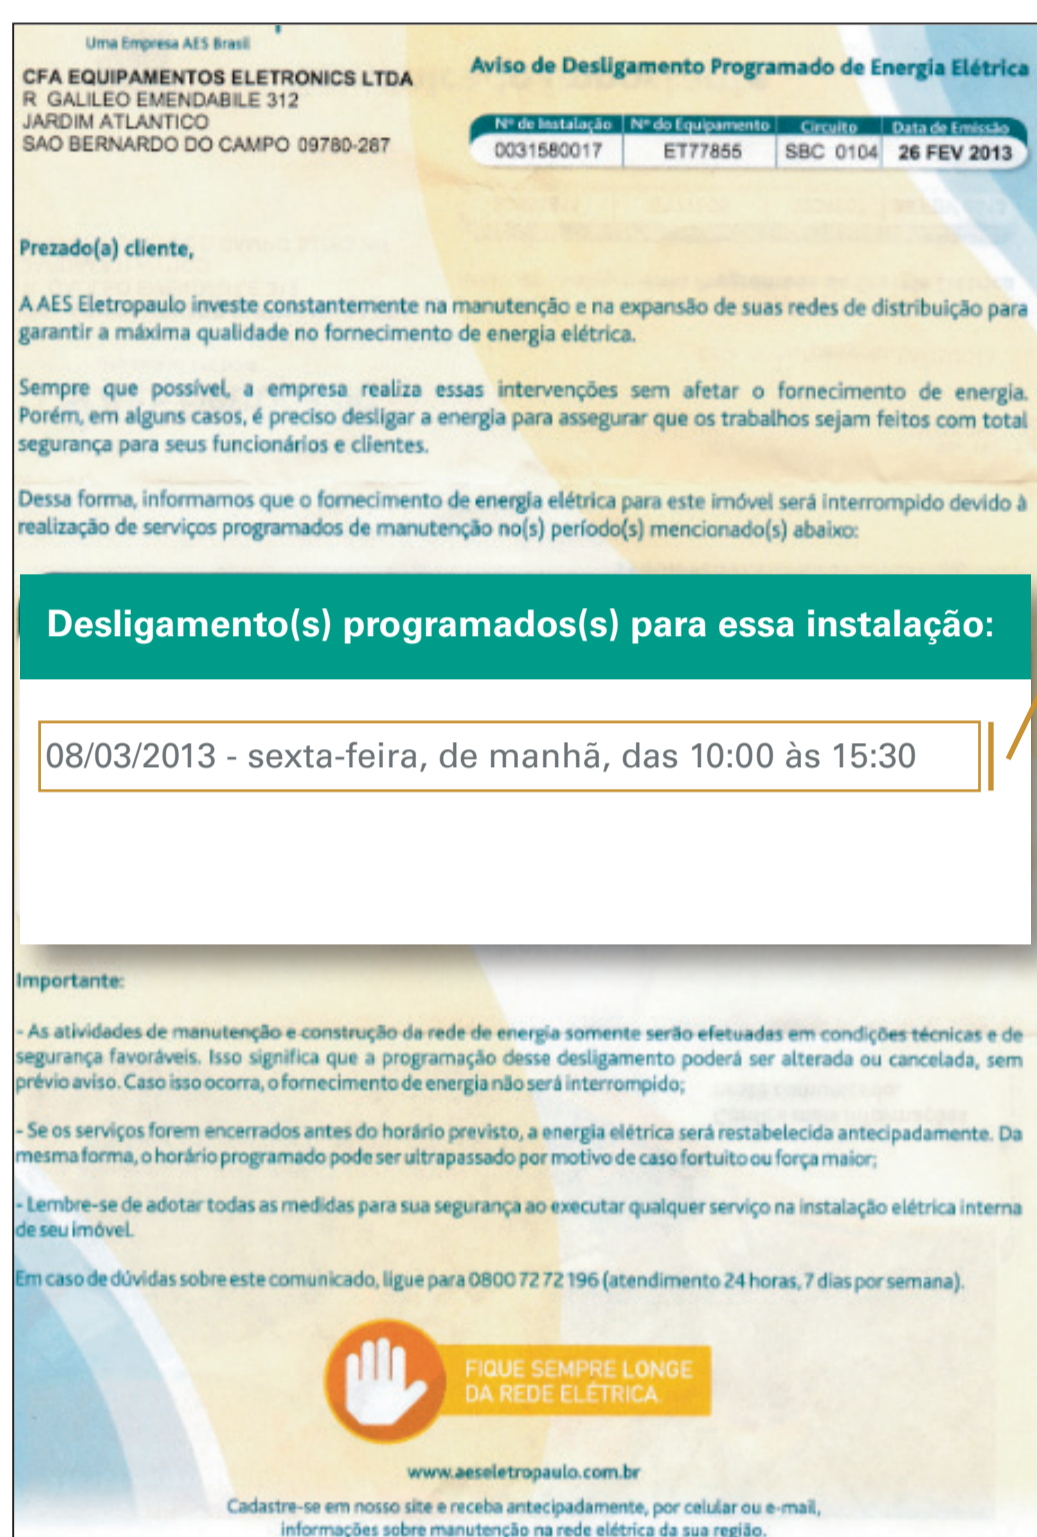 Uma Empresa AES Brasil
CFA EQUIPAMENTOS ELETRONICS LTDA
R GALILEO EMENDABILE 312
JARDIM ATLANTICO
SAO BERNARDO DO CAMPO 09780-287
Aviso de Desligamento Programado de Energia Elétrica
Nº de Instalação Nº do Equipamento Circuito Data de Emissão
0031580017 ET77855 SBC 0104 26 FEV 2013
Prezado(a) cliente,
A AES Eletropaulo investe constantemente na manutenção e na expansão de suas redes de distribuição para
garantir a máxima qualidade no fornecimento de energia elétrica.
Sempre que possível, a empresa realiza essas intervenções sem afetar o fornecimento de energia.
Porém, em alguns casos, é preciso desligar a energia para assegurar que os trabalhos sejam feitos com total
segurança para seus funcionários e clientes.
Dessa forma, informamos que o fornecimento de energia elétrica para este imóvel será interrompido devido à
realização de serviços programados de manutenção no(s) período(s) mencionado(s) abaixo:
Desligamento(s) programados(s) para essa instalação:
08/03/2013 - sexta-feira, de manhã, das 10:00 às 15:30
Importante:
- As atividades de manutenção e construção da rede de energia somente serão efetuadas em condições técnicas e de
segurança favoráveis. Isso significa que a programação desse desligamento poderá ser alterada ou cancelada, sem
prévio aviso. Caso isso ocorra, o fornecimento de energia não será interrompido;
- Se os serviços forem encerrados antes do horário previsto, a energia elétrica será restabelecida antecipadamente. Da
mesma forma, o horário programado pode ser ultrapassado por motivo de caso fortuito ou força maior;
- Lembre-se de adotar todas as medidas para sua segurança ao executar qualquer serviço na instalação elétrica interna
de seu imóvel.
Em caso de dúvidas sobre este comunicado, ligue para 0800 72 72 196 (atendimento 24 horas, 7 dias por semana).
FIQUE SEMPRE LONGE
DA REDE ELÉTRICA.
www.aeseletropaulo.com.br
Cadastre-se em nosso site e receba antecipadamente, por celular ou e-mail,
informações sobre manutenção na rede elétrica da sua região.